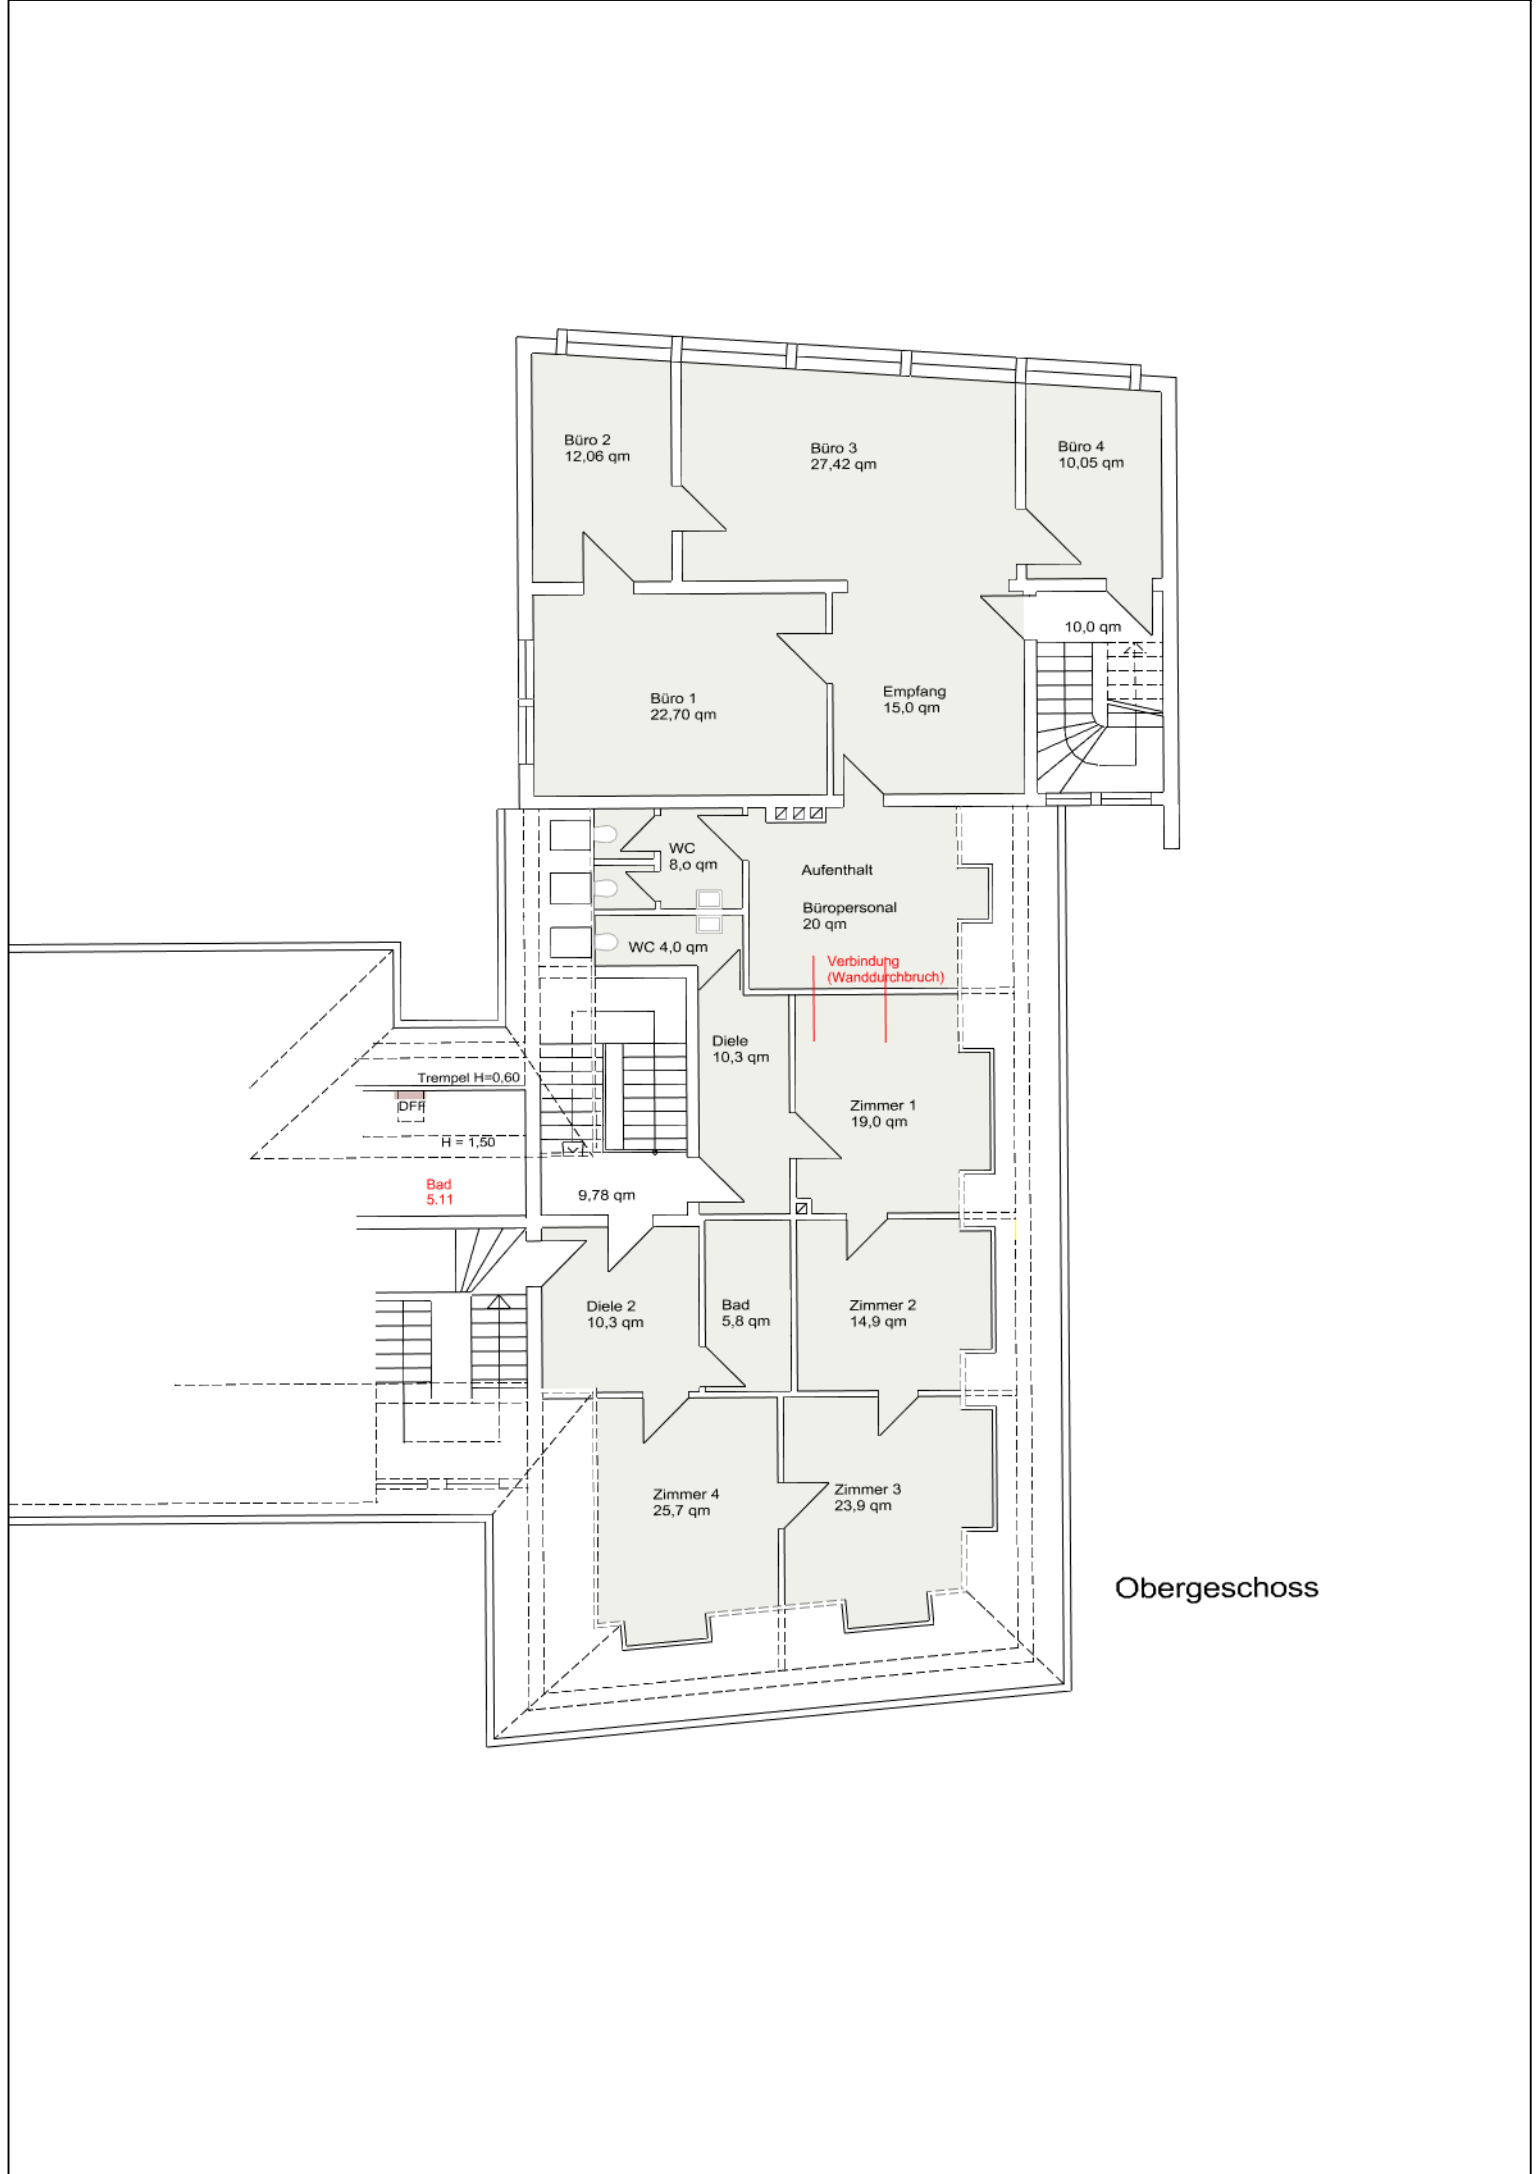 Büro 2
12,06 qm
Büro 3
27,42 qm
Büro 4
10,05 qm
10,0 qm
Büro 1
22,70 qm
Empfang
15,0 qm
WC
8,o qm
Aufenthalt
Büropersonal
20 qm
WC 4,0 qm
Verbindung
(Wanddurchbruch)
Diele
10,3 qm
Trempel H=0,60
DFF
Zimmer 1
19,0 qm
H = 1,50
Bad
5.11
9,78 qm
Diele 2
10,3 qm
Bad
5,8 qm
Zimmer 2
14,9 qm
Zimmer 4
25,7 qm
Zimmer 3
23,9 qm
Obergeschoss